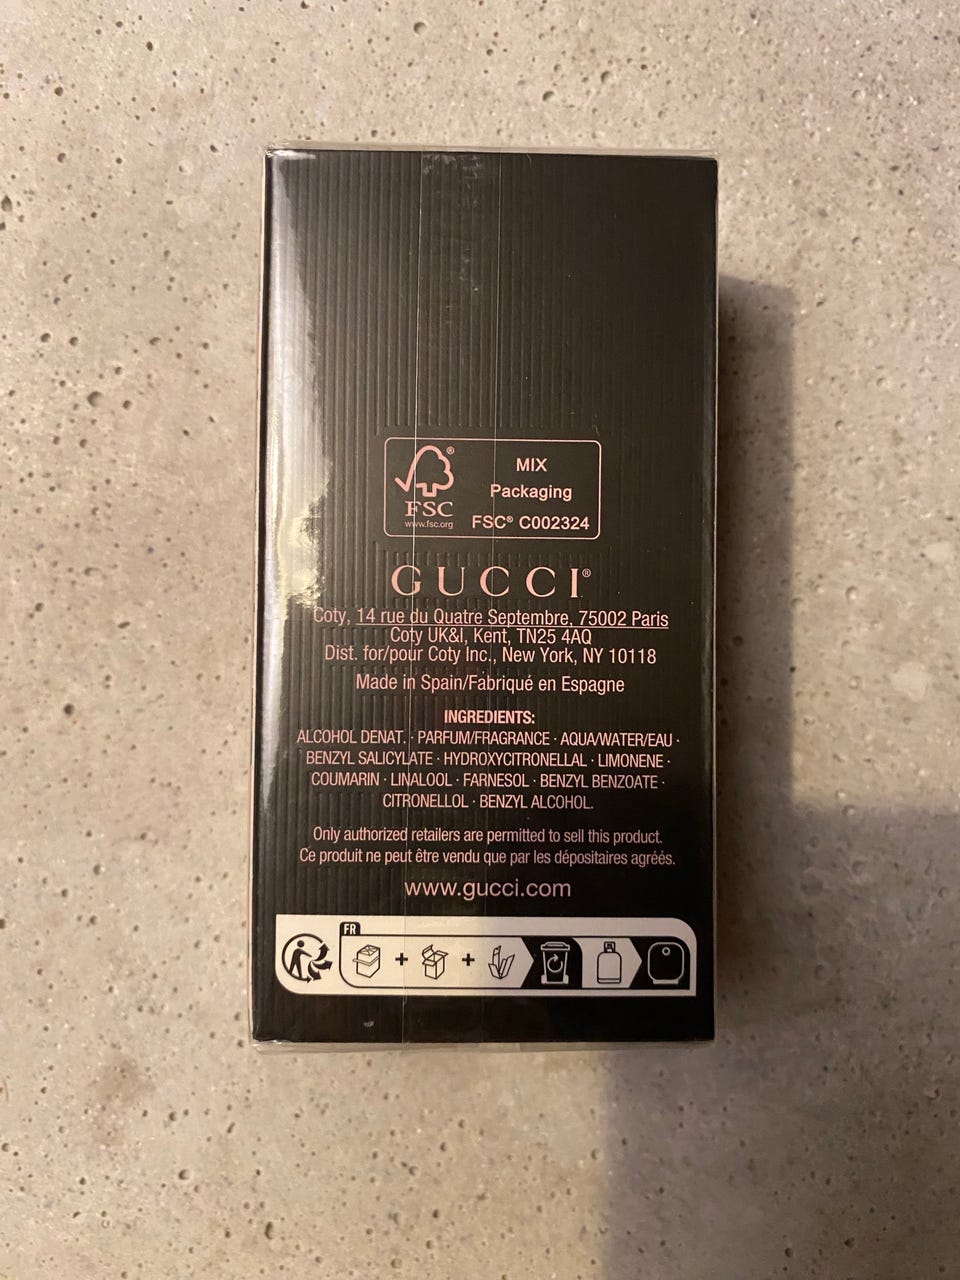 MIX
Packaging
FSC® C002324
FSC®
www.fsc.org
GUCCI®
Coty, 14 rue du Quatre Septembre, 75002 Paris
Coty UK&I, Kent, TN25 4AQ
Dist. for/pour Coty Inc., New York, NY 10118
Made in Spain/Fabriqué en Espagne
INGREDIENTS:
ALCOHOL DENAT. · PARFUM/FRAGRANCE · AQUA/WATER/EAU ·
BENZYL SALICYLATE · HYDROXYCITRONELLAL · LIMONENE ·
COUMARIN · LINALOOL · FARNESOL · BENZYL BENZOATE ·
CITRONELLOL · BENZYL ALCOHOL.
Only authorized retailers are permitted to sell this product.
Ce produit ne peut être vendu que par les dépositaires agréés.
www.gucci.com
FR
+ +